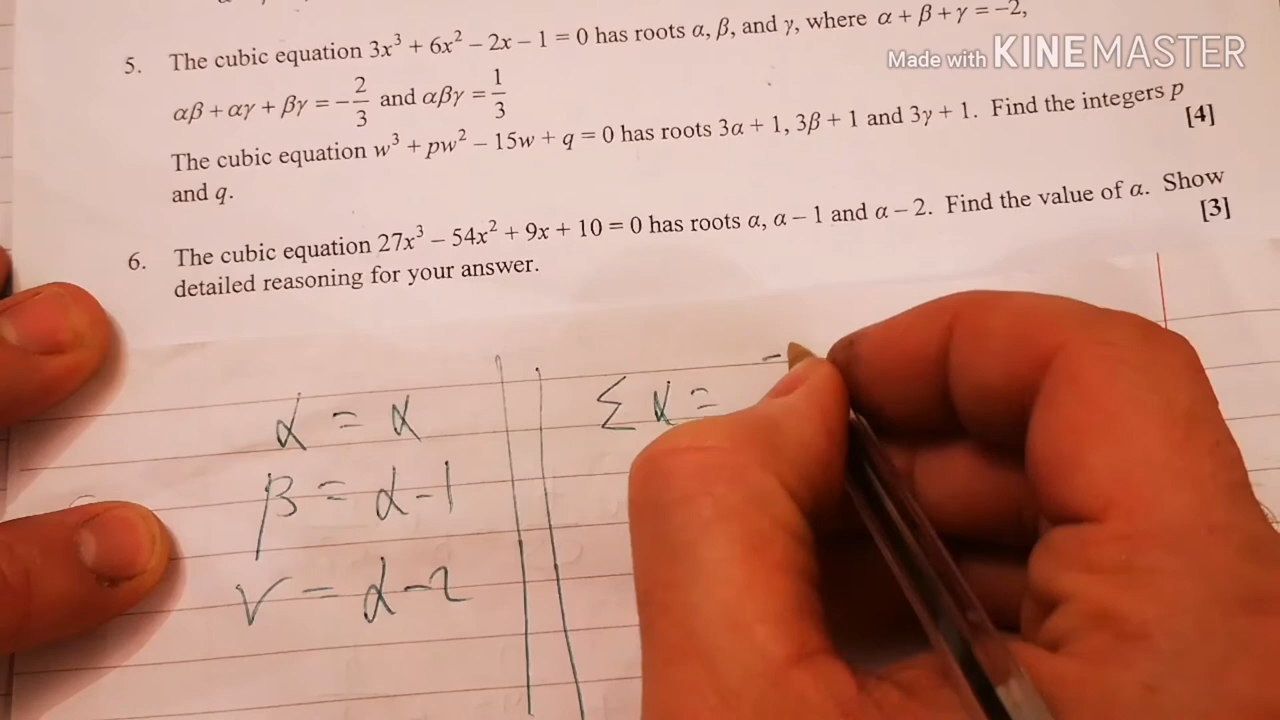 Made with KINEMASTER
5. The cubic equation 3x³ + 6x² – 2x – 1 = 0 has roots α, β, and γ, where α + β + γ = –2,
αβ + αγ + βγ = –2/3 and αβγ = 1/3
The cubic equation w³ + pw² – 15w + q = 0 has roots 3α + 1, 3β + 1 and 3γ + 1. Find the integers p
and q. [4]
6. The cubic equation 27x³ – 54x² + 9x + 10 = 0 has roots α, α – 1 and α – 2. Find the value of α. Show
detailed reasoning for your answer. [3]
α = α
β = α - 1
γ = α - 2
Σα = -